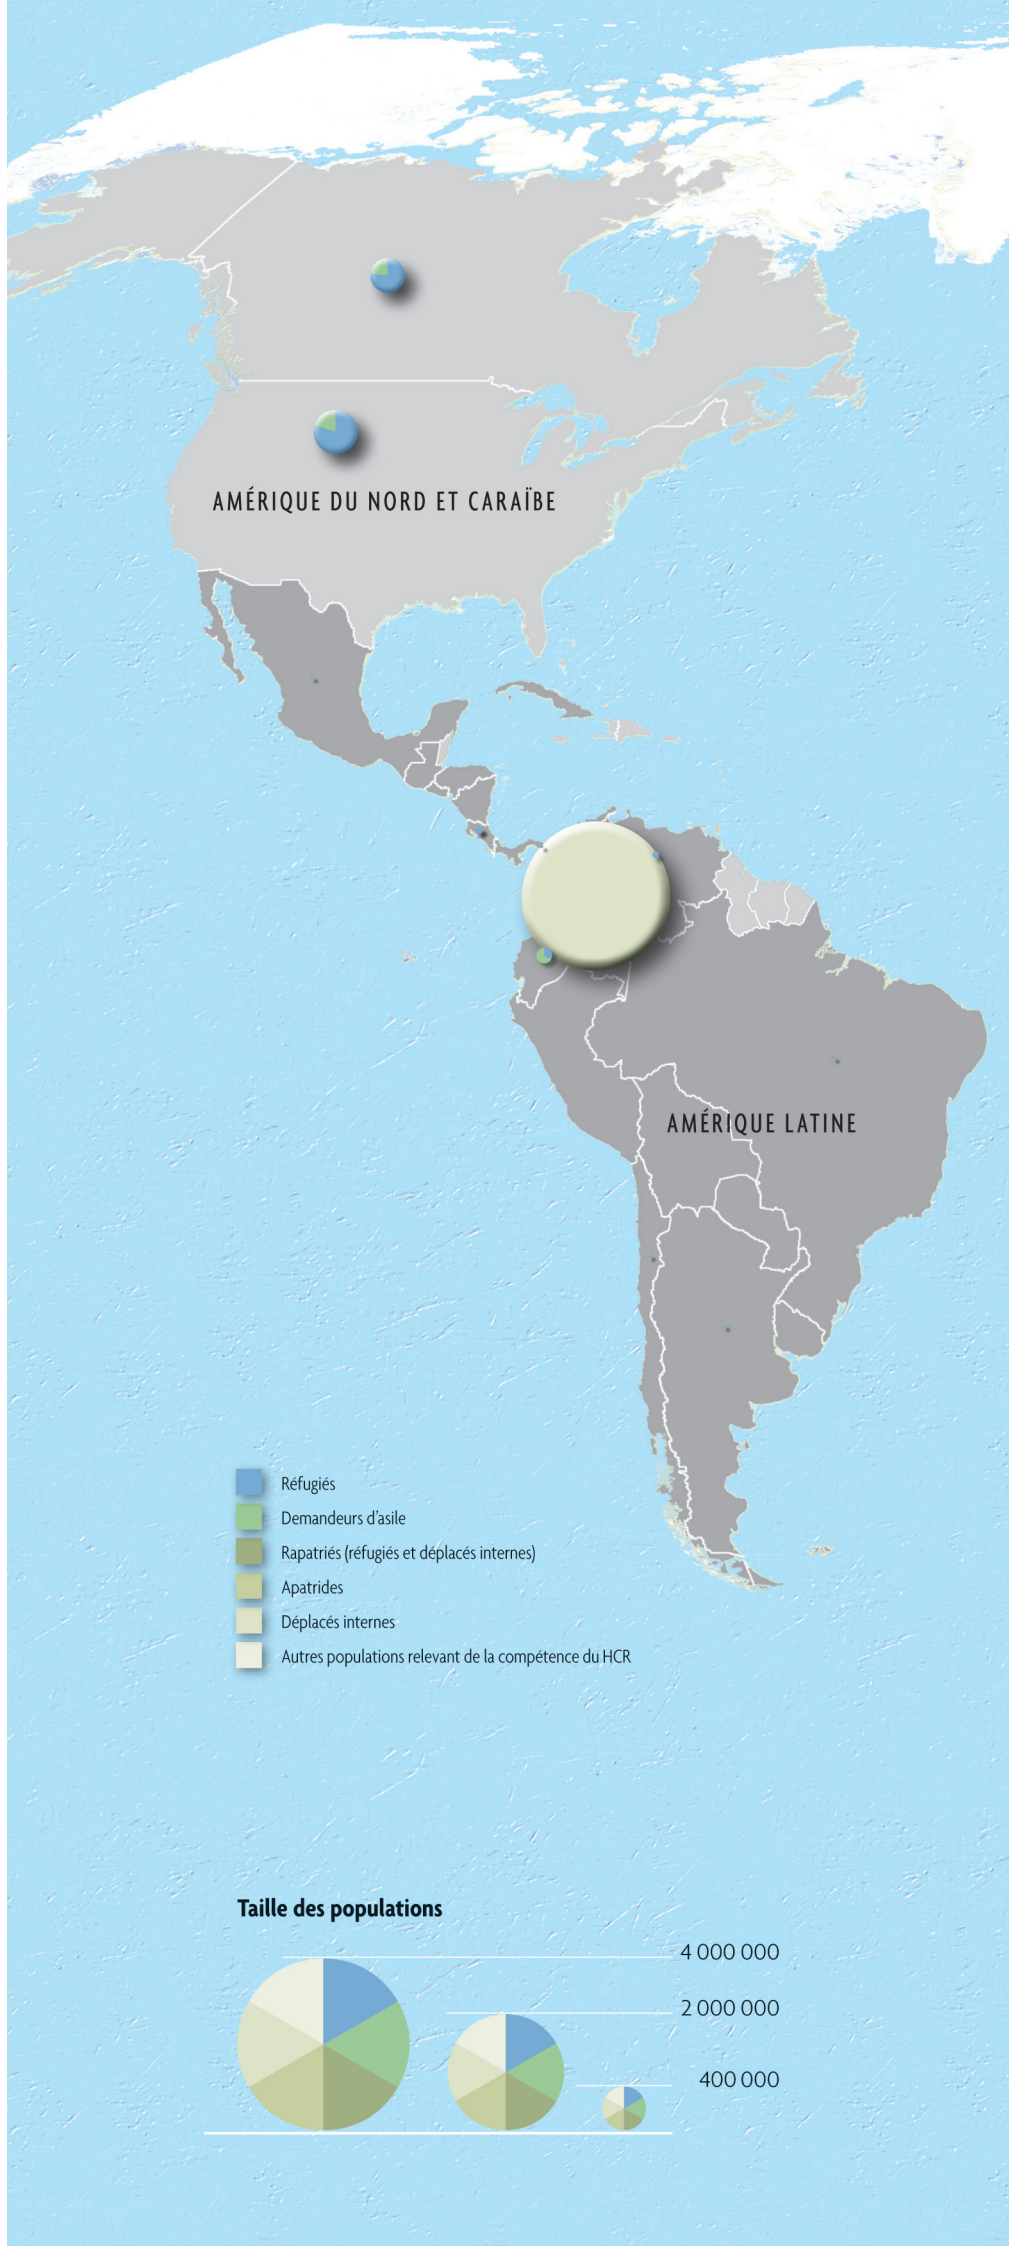 AMÉRIQUE DU NORD ET CARAÏBE
AMÉRIQUE LATINE
Réfugiés
Demandeurs d'asile
Rapatriés (réfugiés et déplacés internes)
Apatrides
Déplacés internes
Autres populations relevant de la compétence du HCR
Taille des populations
4 000 000
2 000 000
400 000